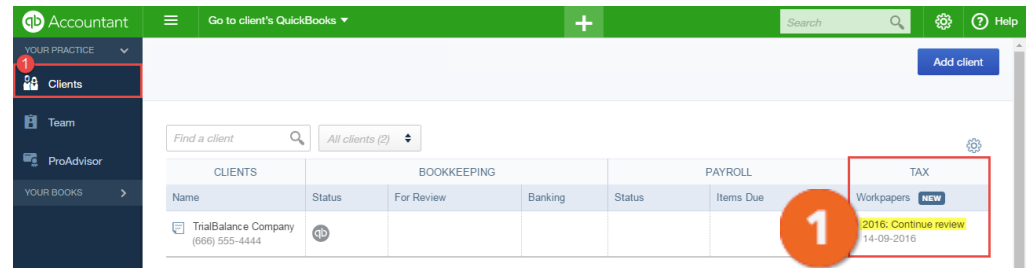 qb Accountant
Go to client's QuickBooks ▼
+
Search
? Help
YOUR PRACTICE
1
Clients
Team
ProAdvisor
YOUR BOOKS >
Add client
Find a client
All clients (2)
CLIENTS BOOKKEEPING PAYROLL TAX
Name Status For Review Banking Status Items Due Workpapers NEW
TrialBalance Company qb 2016: Continue review
(666) 555-4444 14-09-2016
1